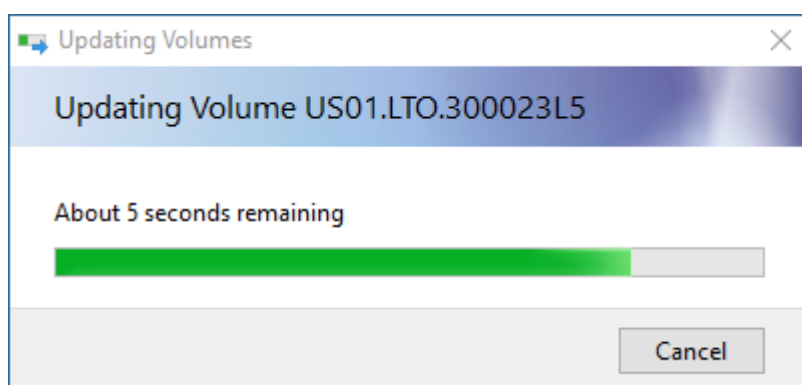 Updating Volumes
Updating Volume US01.LTO.300023L5
About 5 seconds remaining
Cancel